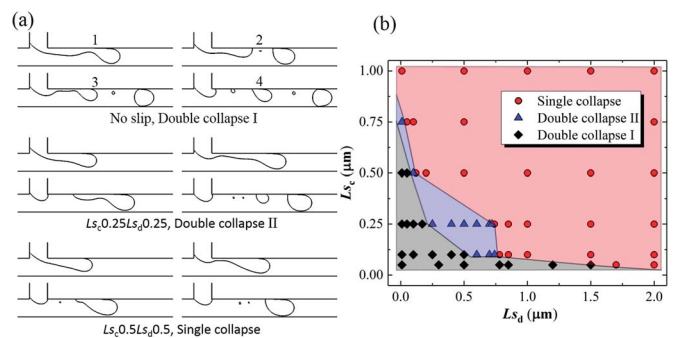 (a)
1
2
3
4
No slip, Double collapse I
Lsc0.25Lsd0.25, Double collapse II
Lsc0.5Lsd0.5, Single collapse
(b)
1.00
0.75
0.50
0.25
0.00
Lsc (μm)
Single collapse
Double collapse II
Double collapse I
0.0
0.5
1.0
1.5
2.0
Lsd (μm)